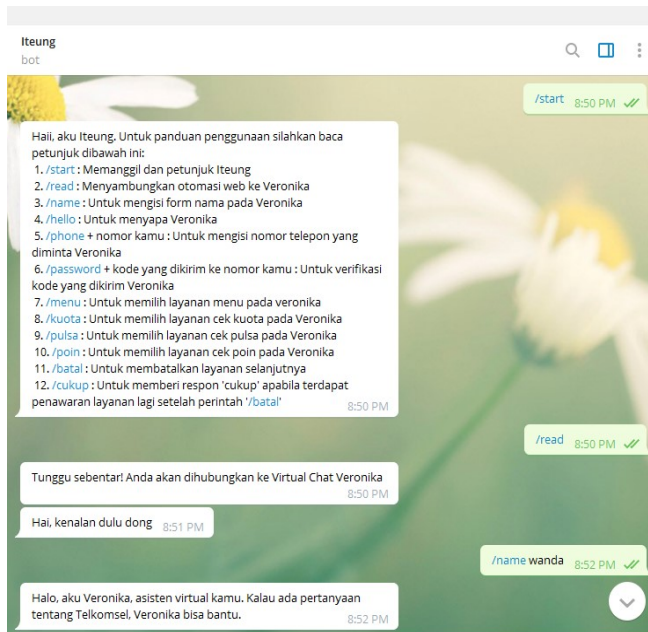 Iteung
bot
/start 8:50 PM
Haii, aku Iteung. Untuk panduan penggunaan silahkan baca
petunjuk dibawah ini:
1. /start : Memanggil dan petunjuk Iteung
2. /read : Menyambungkan otomasi web ke Veronika
3. /name : Untuk mengisi form nama pada Veronika
4. /hello : Untuk menyapa Veronika
5. /phone + nomor kamu : Untuk mengisi nomor telepon yang
diminta Veronika
6. /password + kode yang dikirim ke nomor kamu : Untuk verifikasi
kode yang dikirim Veronika
7. /menu : Untuk memilih layanan menu pada veronika
8. /kuota : Untuk memilih layanan cek kuota pada Veronika
9. /pulsa : Untuk memilih layanan cek pulsa pada Veronika
10. /poin : Untuk memilih layanan cek poin pada Veronika
11. /batal : Untuk membatalkan layanan selanjutnya
12. /cukup : Untuk memberi respon 'cukup' apabila terdapat
penawaran layanan lagi setelah perintah '/batal'
8:50 PM
/read 8:50 PM
Tunggu sebentar! Anda akan dihubungkan ke Virtual Chat Veronika
8:50 PM
Hai, kenalan dulu dong 8:51 PM
/name wanda 8:52 PM
Halo, aku Veronika, asisten virtual kamu. Kalau ada pertanyaan
tentang Telkomsel, Veronika bisa bantu.
8:52 PM